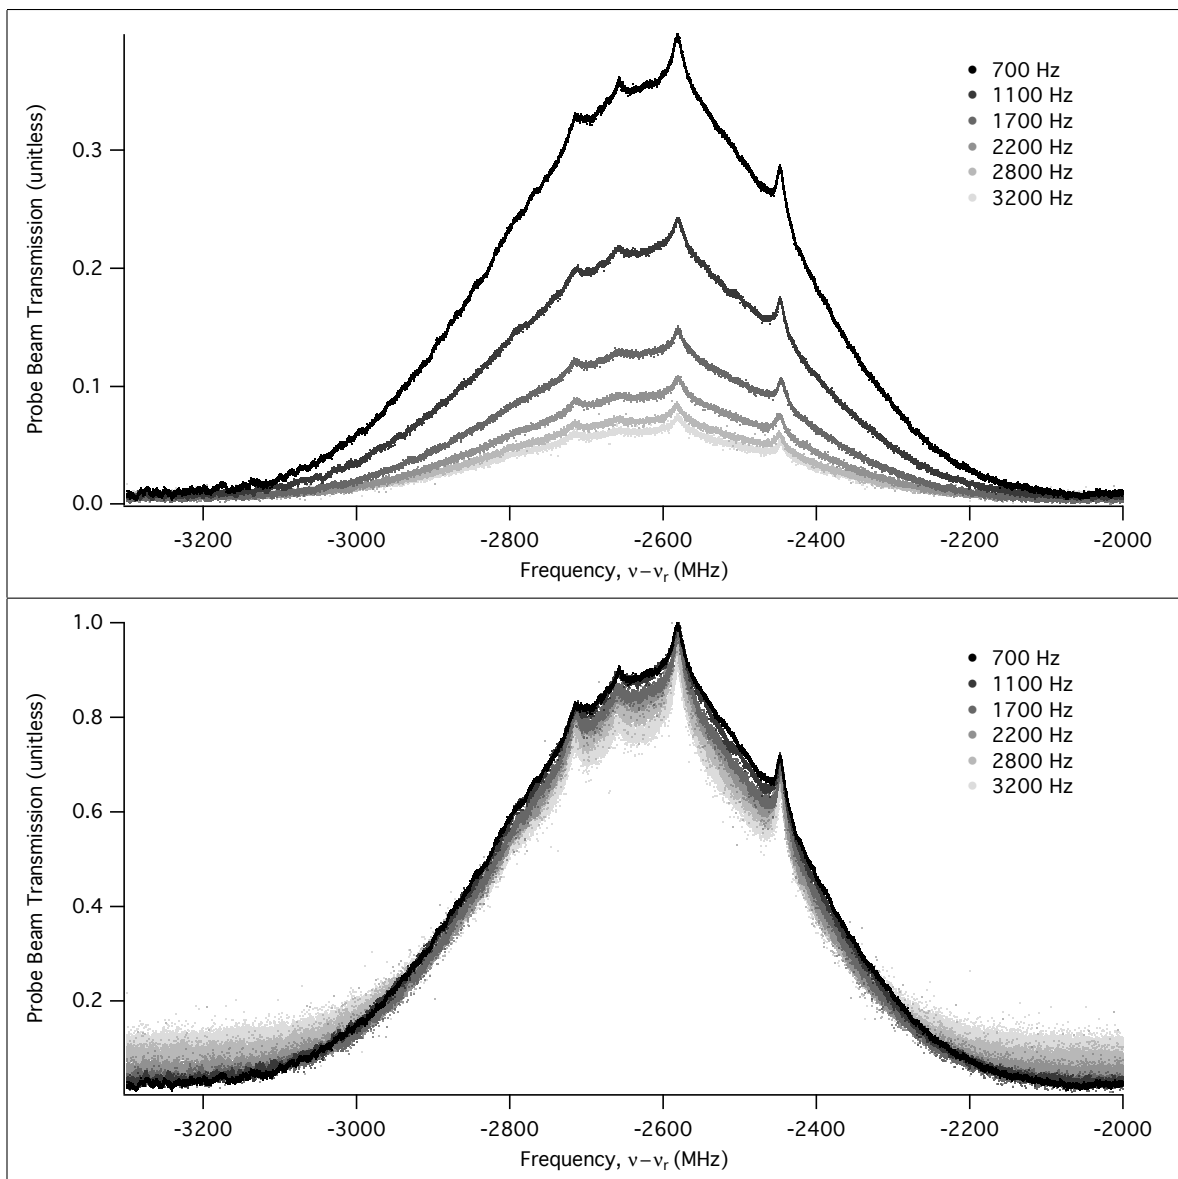 Probe Beam Transmission (unitless)
0.3
0.2
0.1
0.0
700 Hz
1100 Hz
1700 Hz
2200 Hz
2800 Hz
3200 Hz
-3200 -3000 -2800 -2600 -2400 -2200 -2000
Frequency, ν−νr (MHz)
Probe Beam Transmission (unitless)
1.0
0.8
0.6
0.4
0.2
700 Hz
1100 Hz
1700 Hz
2200 Hz
2800 Hz
3200 Hz
-3200 -3000 -2800 -2600 -2400 -2200 -2000
Frequency, ν−νr (MHz)